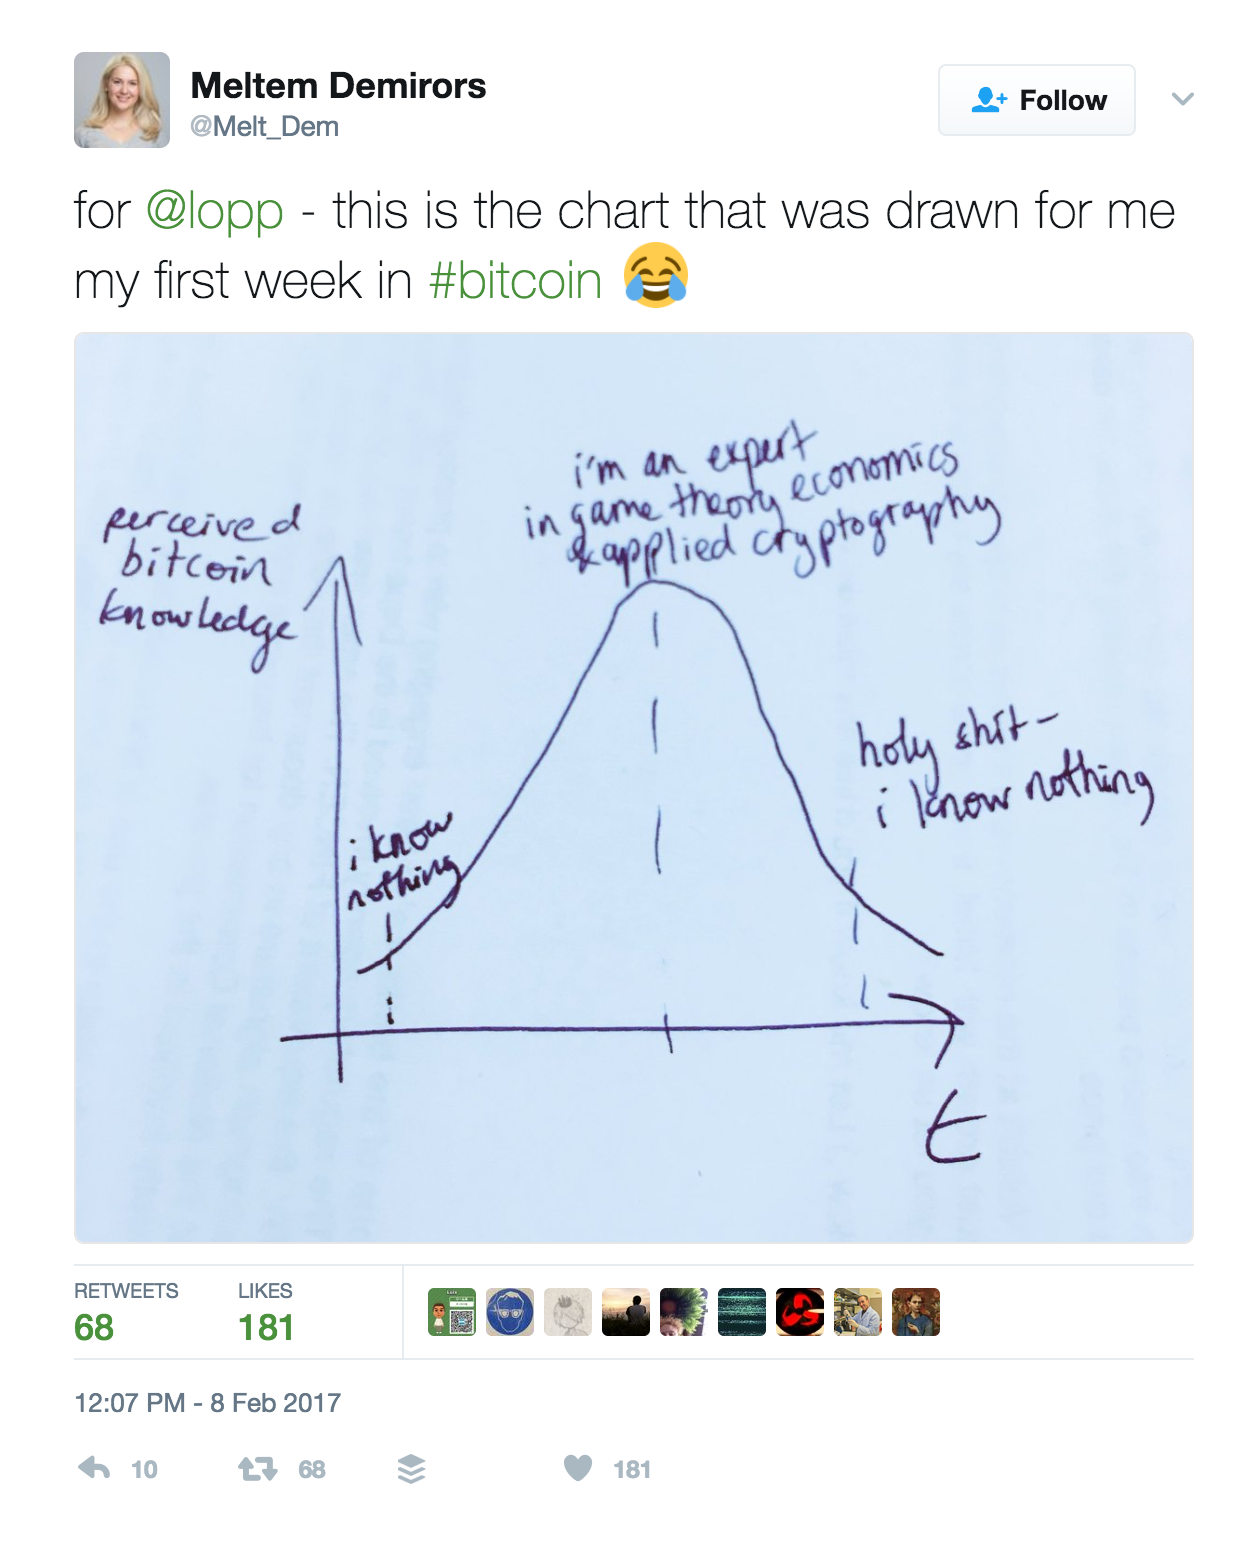 Meltem Demirors
@Melt_Dem
Follow
for @lopp - this is the chart that was drawn for me
my first week in #bitcoin 😂
perceived
bitcoin
knowledge
i'm an expert
in game theory economics
& applied cryptography
holy shit -
i know nothing
i know
nothing
t
RETWEETS
68
LIKES
181
12:07 PM - 8 Feb 2017
10
68
181